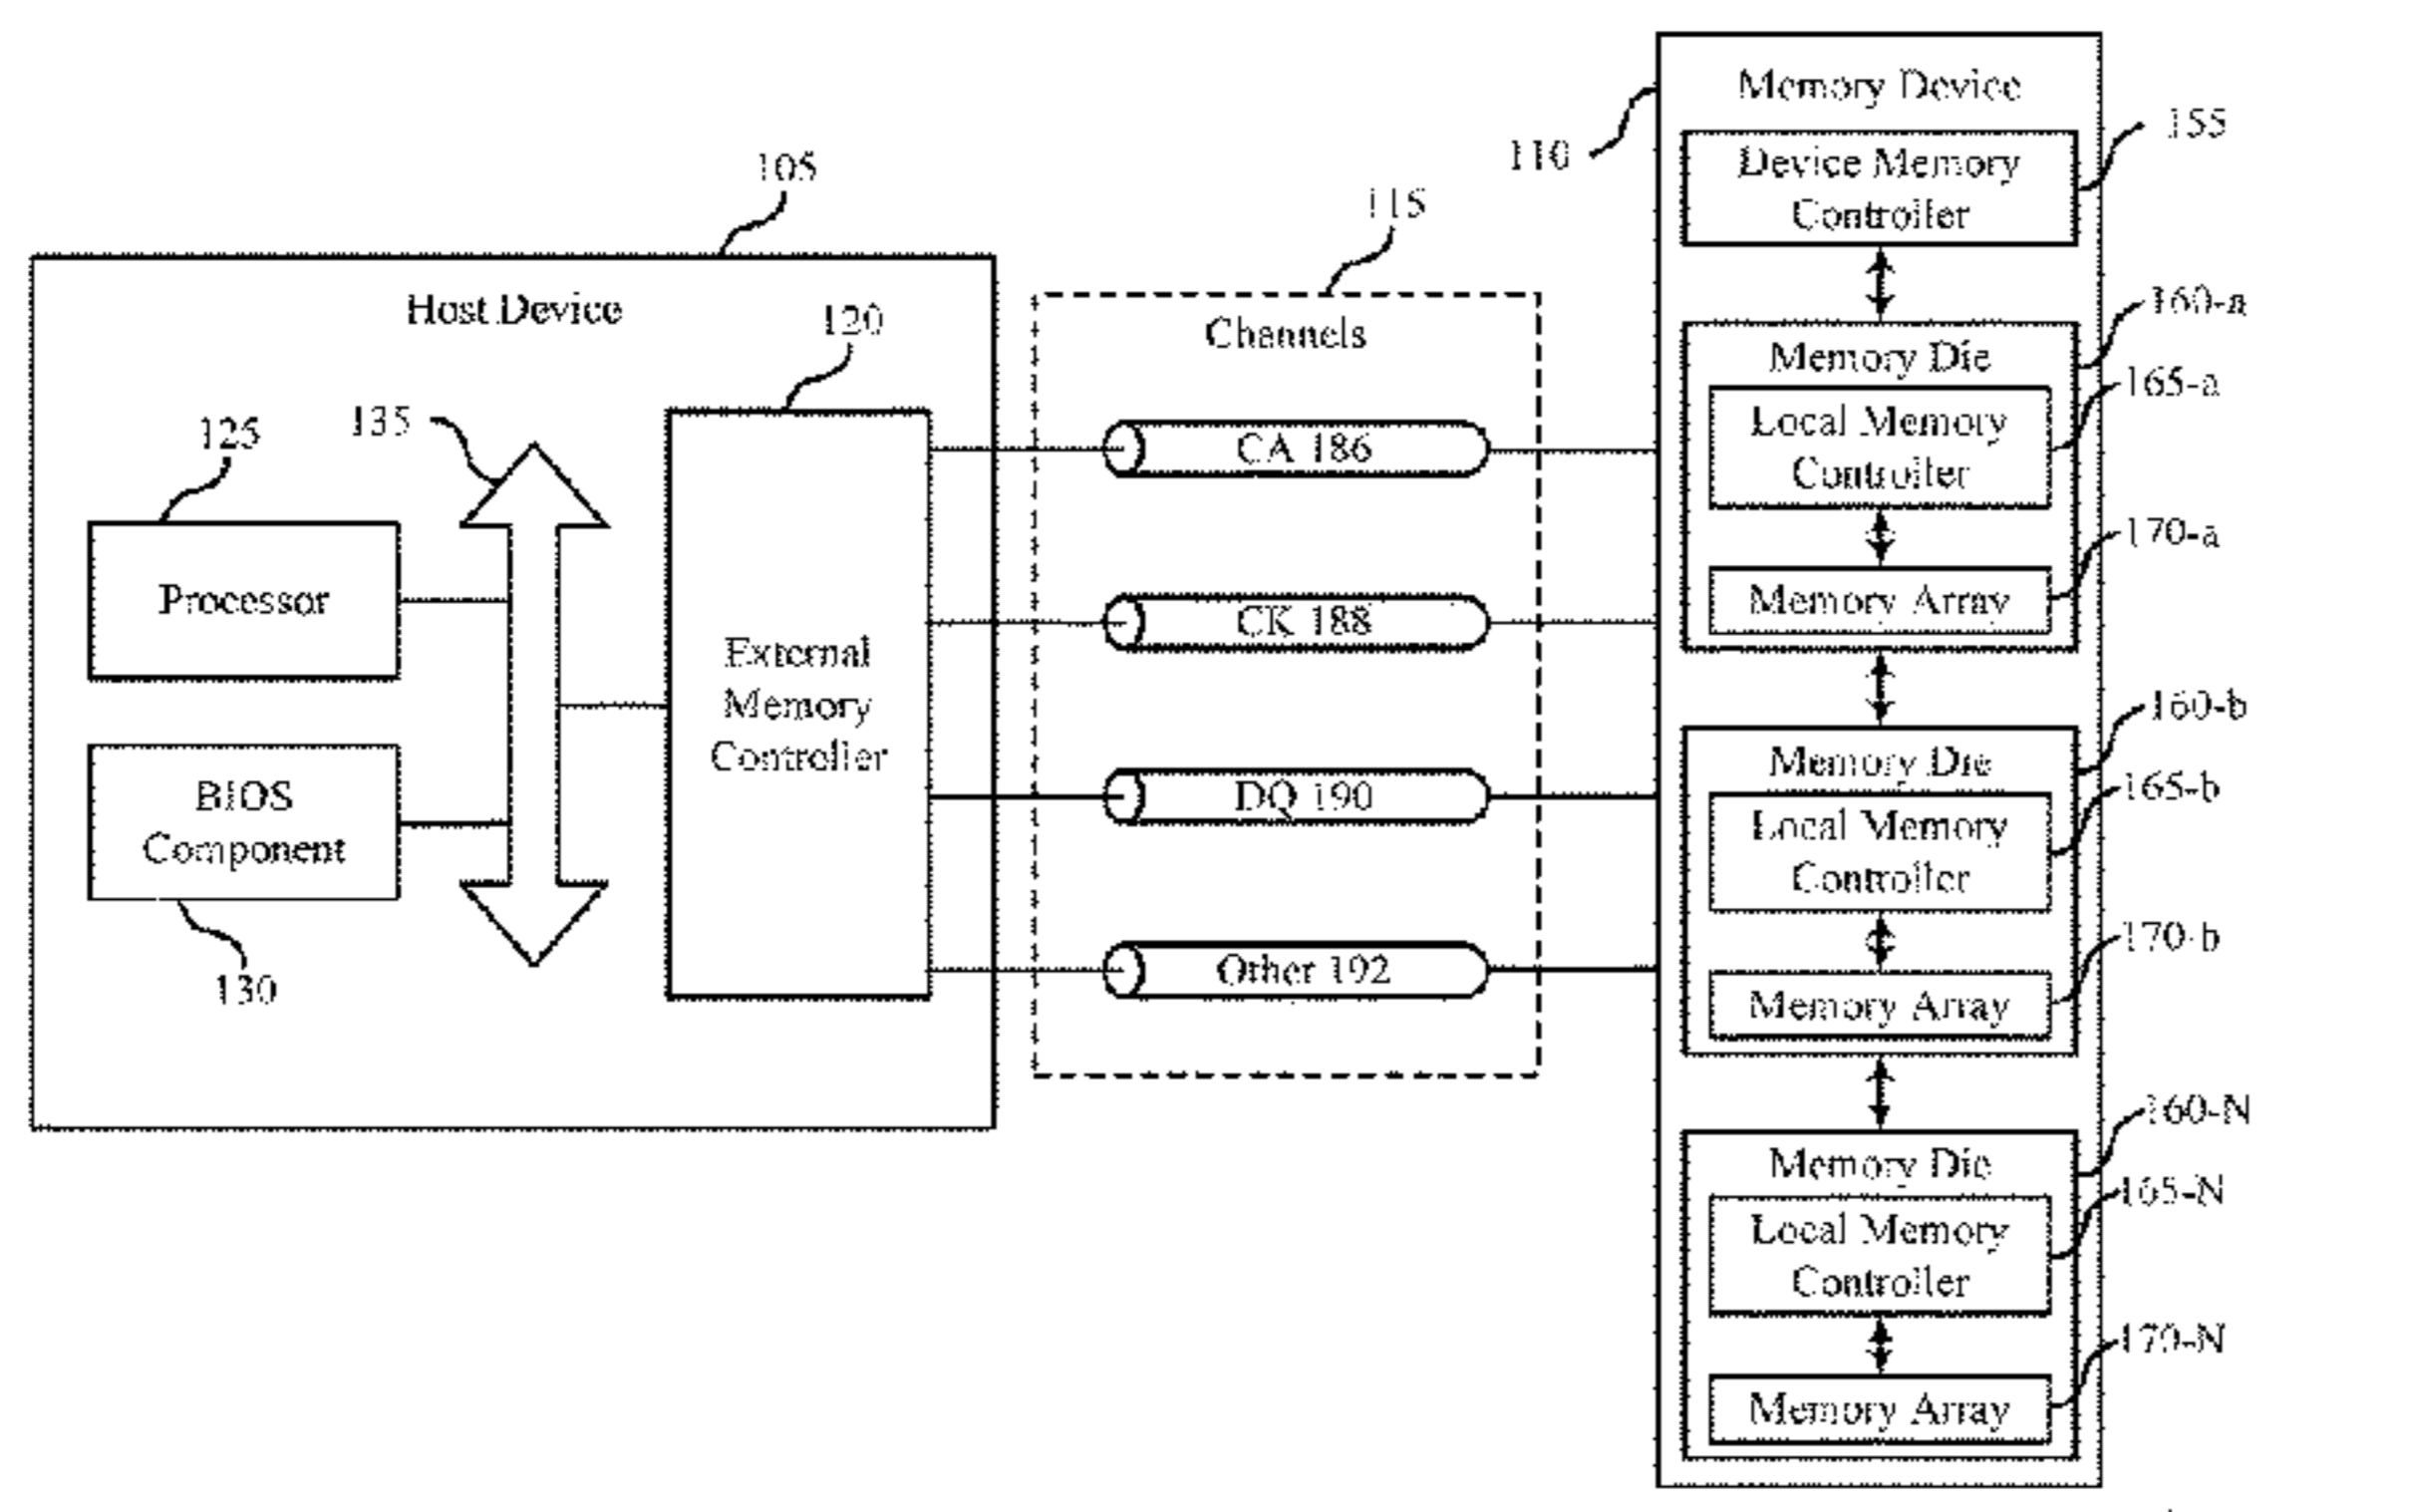 105
Host Device
120
125
135
Processor
BIOS
Component
130
External
Memory
Controller
115
Channels
CA 186
CK 188
DQ 190
Other 192
110
Memory Device
155
Device Memory
Controller
160-a
Memory Die
165-a
Local Memory
Controller
170-a
Memory Array
160-b
Memory Die
165-b
Local Memory
Controller
170-b
Memory Array
160-N
Memory Die
165-N
Local Memory
Controller
170-N
Memory Array